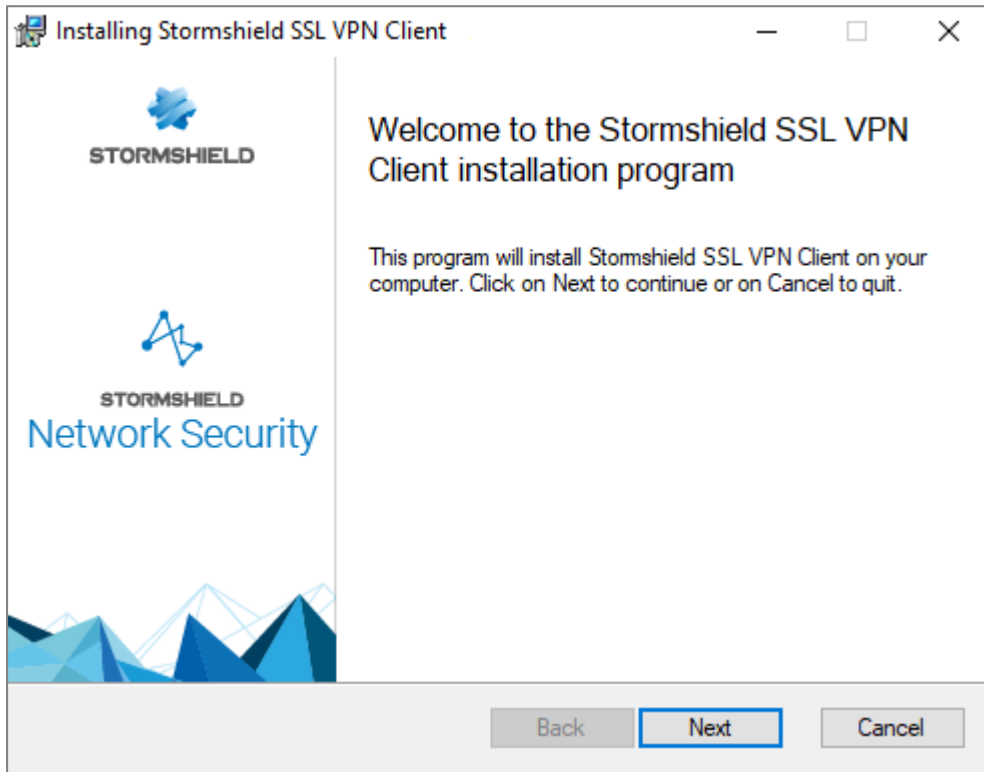 Installing Stormshield SSL VPN Client
STORMSHIELD
STORMSHIELD
Network Security
Welcome to the Stormshield SSL VPN
Client installation program
This program will install Stormshield SSL VPN Client on your
computer. Click on Next to continue or on Cancel to quit.
Back
Next
Cancel